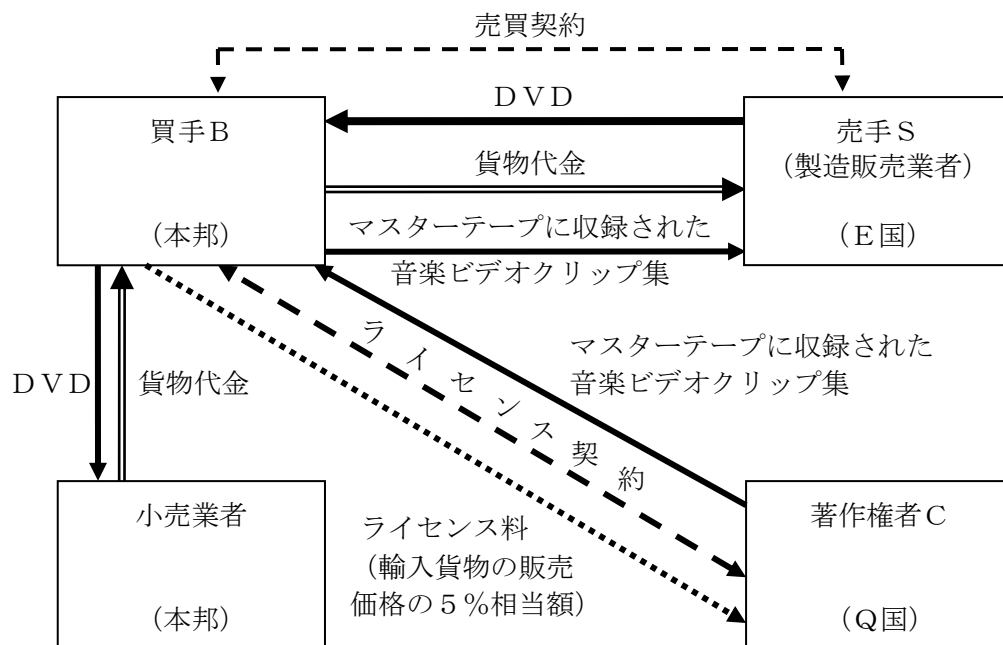 売買契約
DVD
買手B
(本邦)
売手S
(製造販売業者)
(E国)
貨物代金
マスターテープに収録された
音楽ビデオクリップ集
ライセンス契約
マスターテープに収録された
音楽ビデオクリップ集
DVD
貨物代金
小売業者
(本邦)
ライセンス料
(輸入貨物の販売
価格の5%相当額)
著作権者C
(Q国)